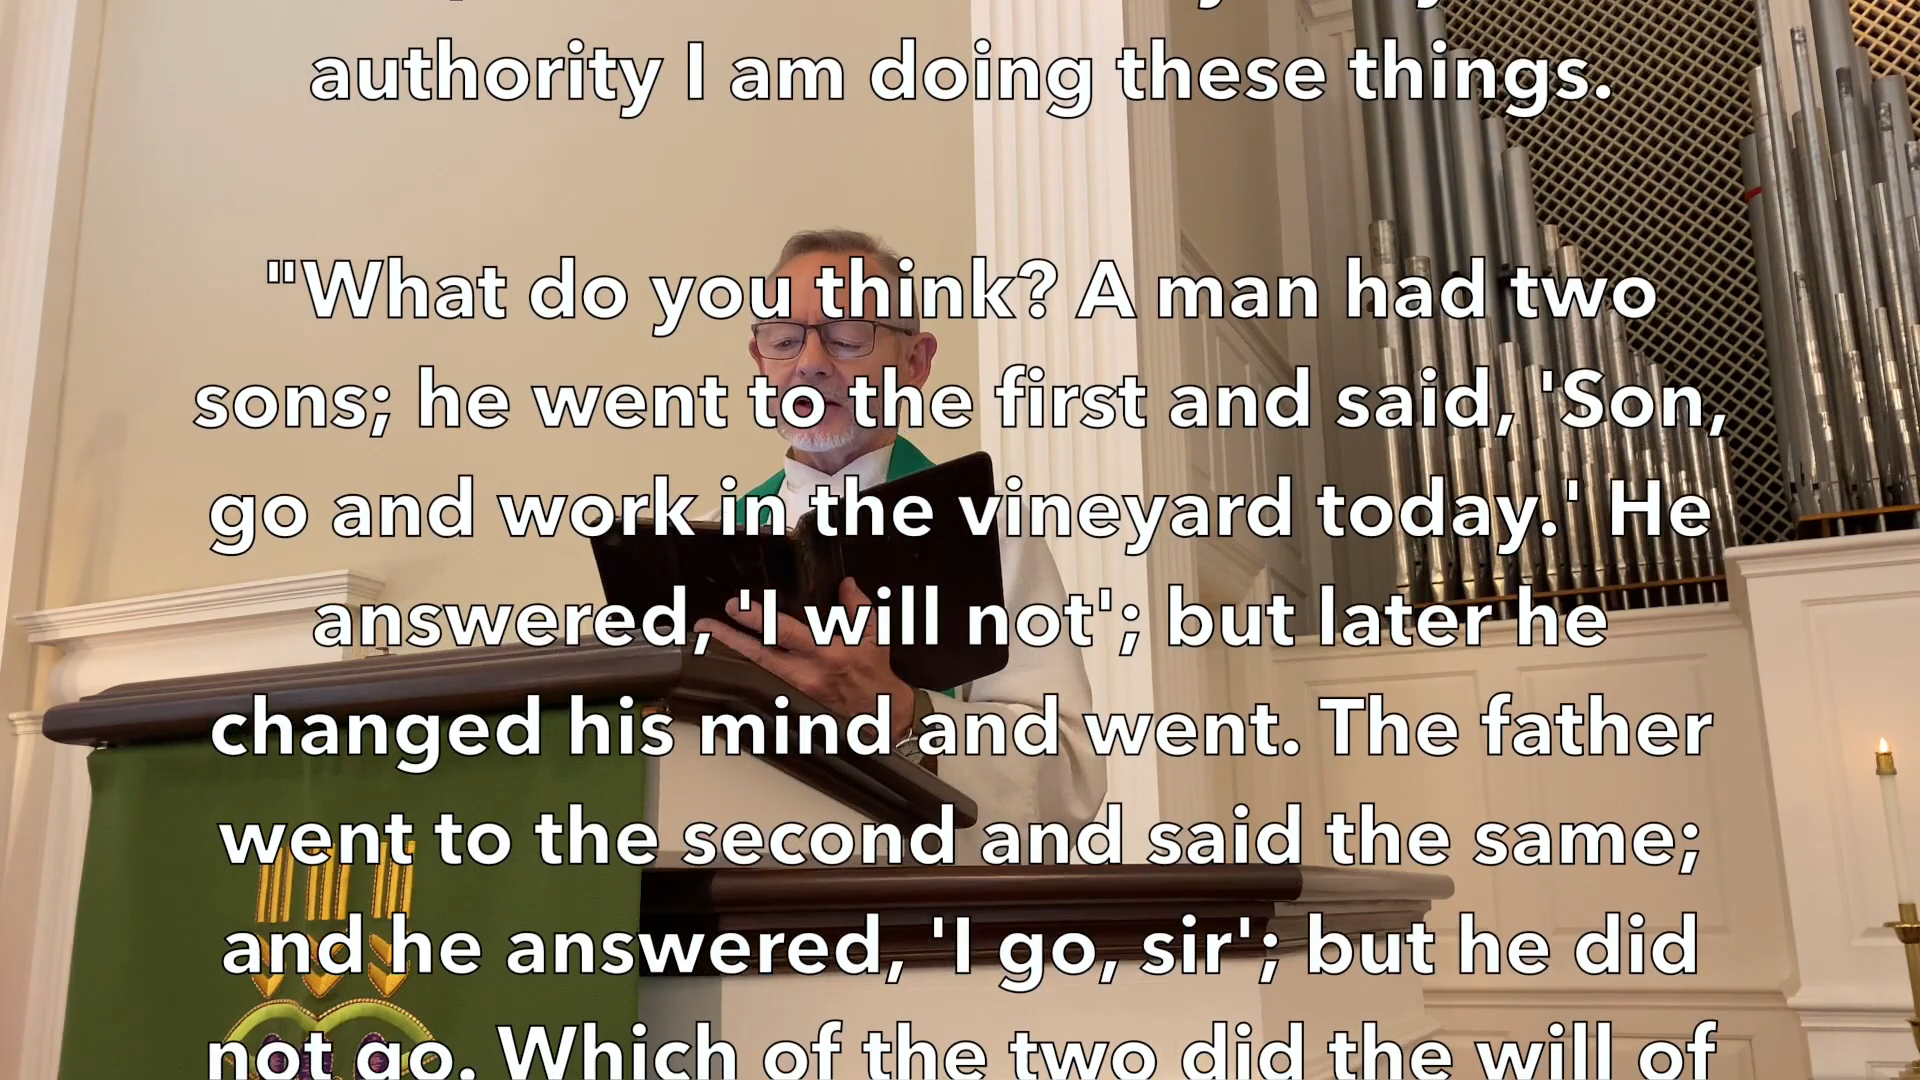 authority I am doing these things.
"What do you think? A man had two
sons; he went to the first and said, 'Son,
go and work in the vineyard today.' He
answered, 'I will not'; but later he
changed his mind and went. The father
went to the second and said the same;
and he answered, 'I go, sir'; but he did
not go. Which of the two did the will of